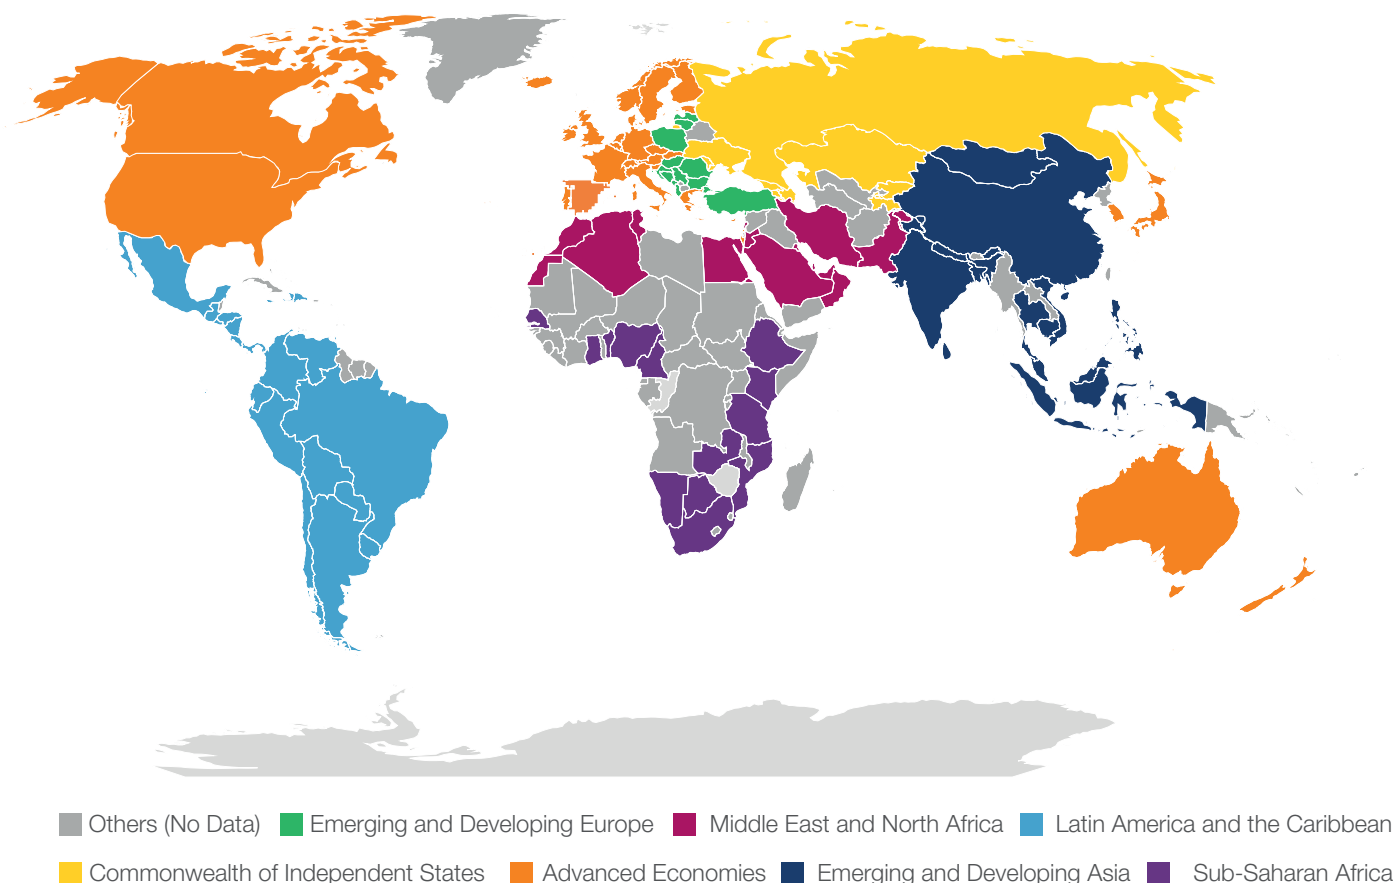 Others (No Data) Emerging and Developing Europe Middle East and North Africa Latin America and the Caribbean
Commonwealth of Independent States Advanced Economies Emerging and Developing Asia Sub-Saharan Africa